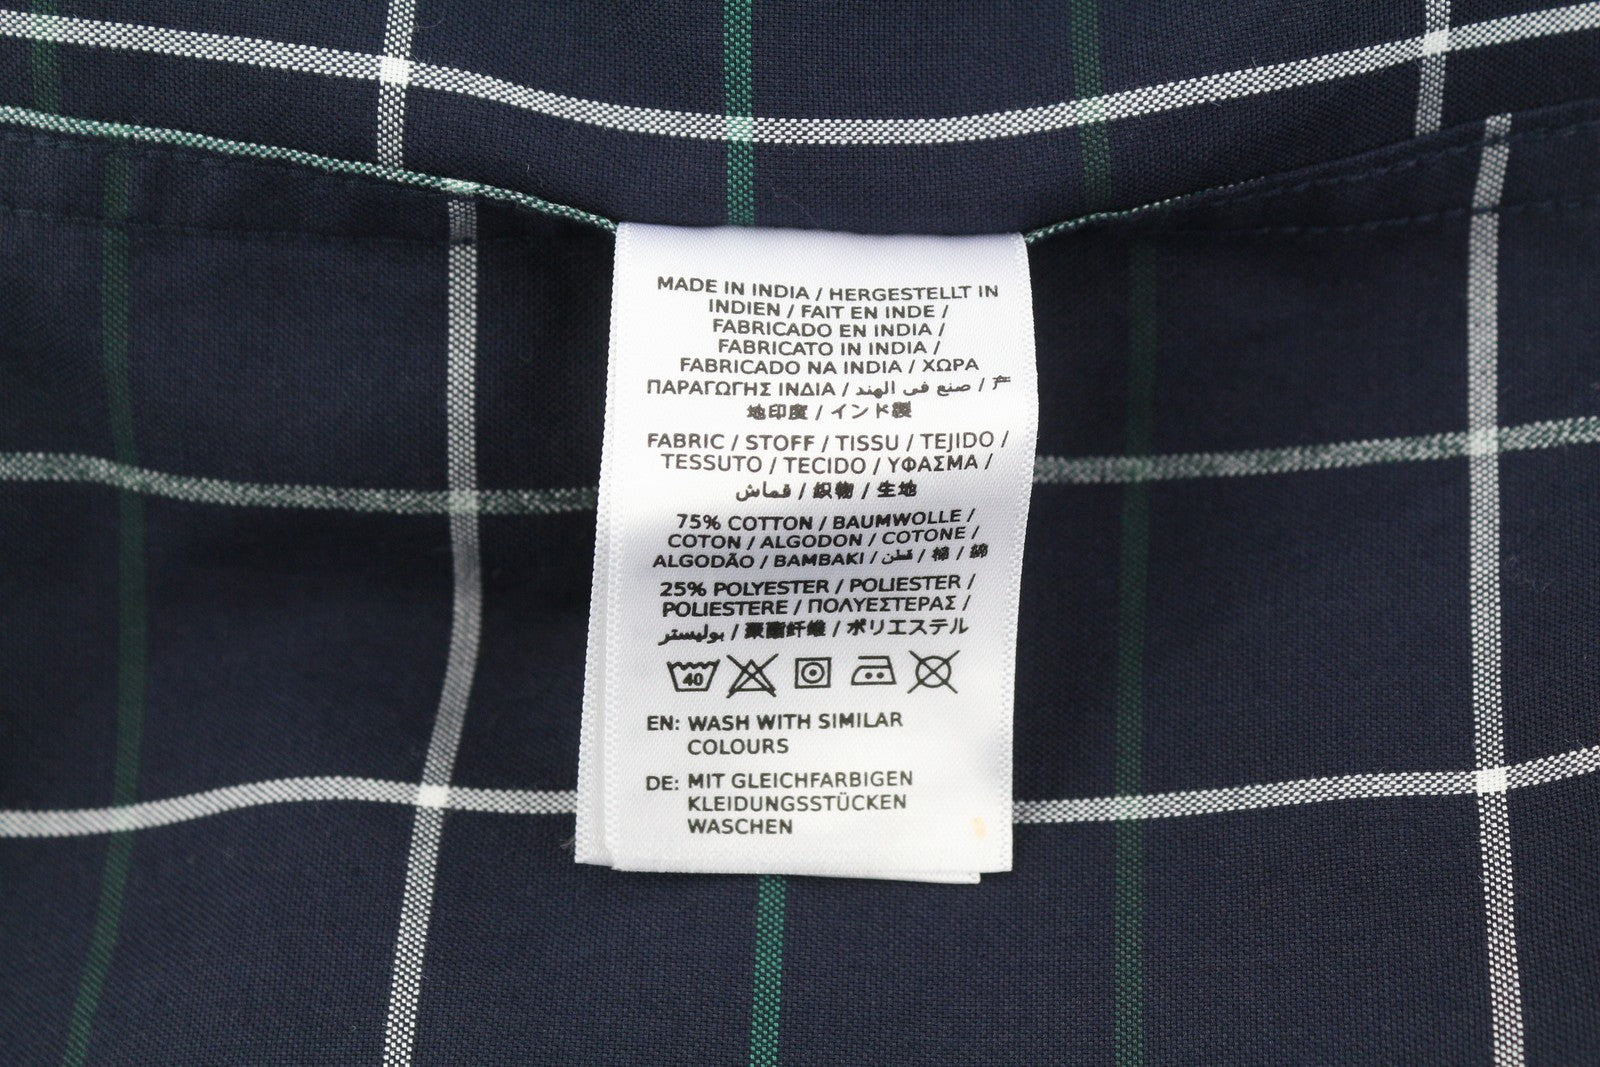 MADE IN INDIA / HERGESTELLT IN
INDIEN / FAIT EN INDE /
FABRICADO EN INDIA /
FABRICATO IN INDIA /
FABRICADO NA INDIA / ΧΩΡΑ
ΠΑΡΑΓΩΓΗΣ ΙΝΔΙΑ / صنع في الهند / 产
地印度 / インド製
FABRIC / STOFF / TISSU / TEJIDO /
TESSUTO / TECIDO / ΥΦΑΣΜΑ /
قماش / 织物 / 生地
75% COTTON / BAUMWOLLE /
COTON / ALGODON / COTONE /
ALGODÃO / BAMBAKI / قطن / 棉 / 綿
25% POLYESTER / POLIESTER /
POLIESTERE / ΠΟΛΥΕΣΤΕΡΑΣ /
بوليستر / 聚酯纤维 / ポリエステル
40
EN: WASH WITH SIMILAR
COLOURS
DE: MIT GLEICHFARBIGEN
KLEIDUNGSSTÜCKEN
WASCHEN